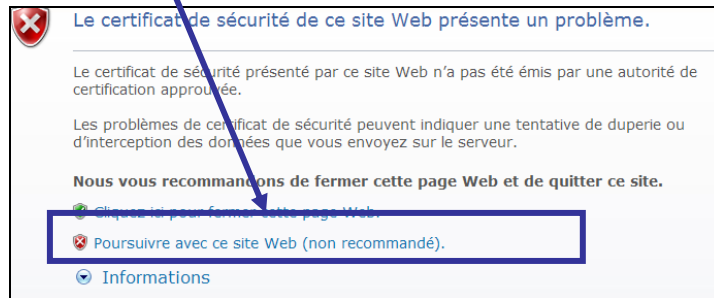 Le certificat de sécurité de ce site Web présente un problème.
Le certificat de sécurité présenté par ce site Web n'a pas été émis par une autorité de
certification approuvée.
Les problèmes de certificat de sécurité peuvent indiquer une tentative de duperie ou
d'interception des données que vous envoyez sur le serveur.
Nous vous recommandons de fermer cette page Web et de quitter ce site.
Cliquez ici pour fermer cette page Web.
Poursuivre avec ce site Web (non recommandé).
Informations